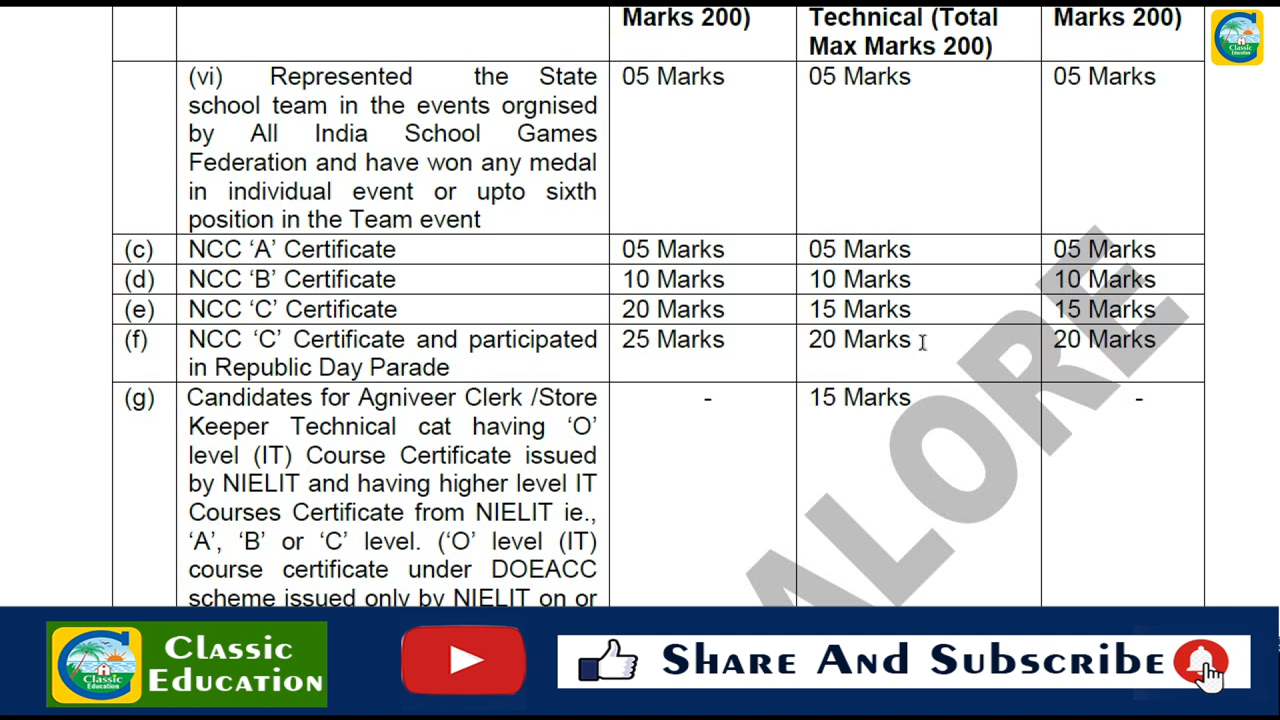 Marks 200)
Technical (Total
Max Marks 200)
Marks 200)
Classic
Education
(vi) Represented the State
school team in the events orgnised
by All India School Games
Federation and have won any medal
in individual event or upto sixth
position in the Team event
05 Marks
05 Marks
05 Marks
(c) NCC ‘A’ Certificate 05 Marks 05 Marks 05 Marks
(d) NCC ‘B’ Certificate 10 Marks 10 Marks 10 Marks
(e) NCC ‘C’ Certificate 20 Marks 15 Marks 15 Marks
(f) NCC ‘C’ Certificate and participated
in Republic Day Parade
25 Marks 20 Marks 20 Marks
(g) Candidates for Agniveer Clerk /Store
Keeper Technical cat having ‘O’
level (IT) Course Certificate issued
by NIELIT and having higher level IT
Courses Certificate from NIELIT ie.,
‘A’, ‘B’ or ‘C’ level. (‘O’ level (IT)
course certificate under DOEACC
scheme issued only by NIELIT on or
- 15 Marks -
ALORE
Classic
Education
Classic
Education
Share And Subscribe